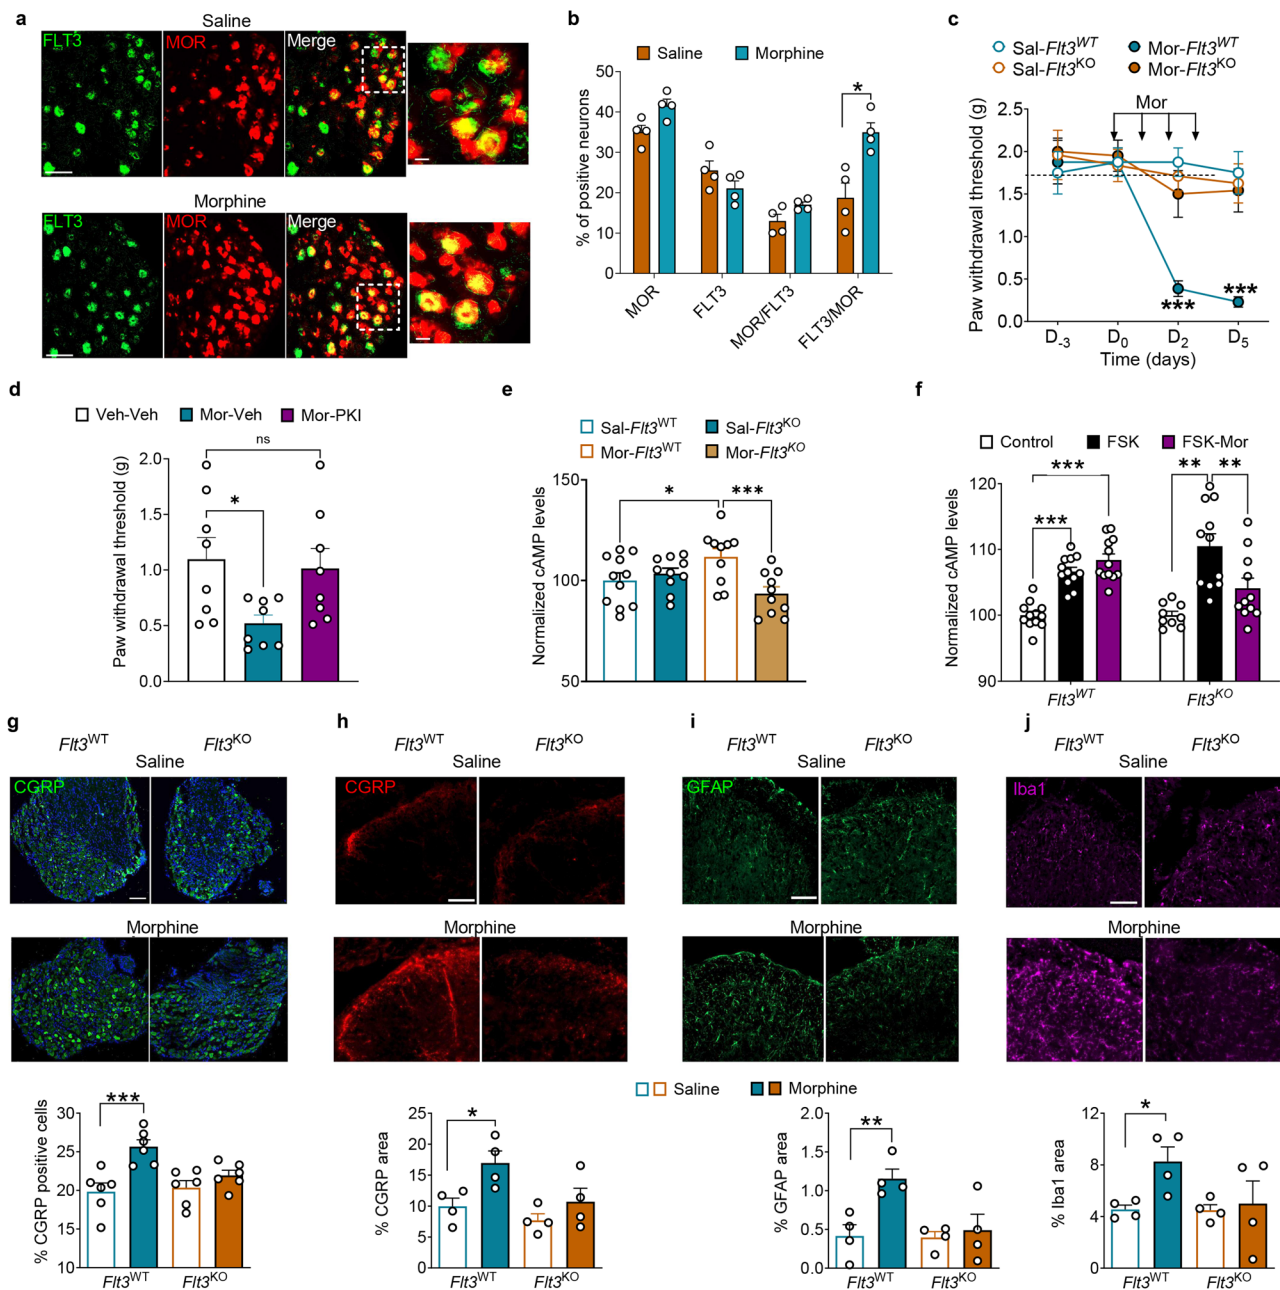 a
Saline
FLT3 MOR Merge
Morphine
FLT3 MOR Merge
b
Saline Morphine
% of positive neurons
50
40
30
20
10
0
*
MOR FLT3 MOR/FLT3 FLT3/MOR
c
Sal-Flt3WT Mor-Flt3WT
Sal-Flt3KO Mor-Flt3KO
Paw withdrawal threshold (g)
2.5
2.0
1.5
1.0
0.5
0.0
Mor
*** ***
D-3 D0 D2 D5
Time (days)
d
Veh-Veh Mor-Veh Mor-PKI
Paw withdrawal threshold (g)
2.0
1.5
1.0
0.5
0.0
ns
*
e
Sal-Flt3WT Sal-Flt3KO
Mor-Flt3WT Mor-Flt3KO
Normalized cAMP levels
150
100
50
* ***
f
Control FSK FSK-Mor
Normalized cAMP levels
120
110
100
90
*** ** **
***
Flt3WT Flt3KO
g
Flt3WT Flt3KO
Saline
CGRP
Morphine
% CGRP positive cells
30
25
20
15
10
***
Flt3WT Flt3KO
h
Flt3WT Flt3KO
Saline
CGRP
Morphine
% CGRP area
25
20
15
10
5
0
*
Flt3WT Flt3KO
Saline Morphine
i
Flt3WT Flt3KO
Saline
GFAP
Morphine
% GFAP area
2.0
1.5
1.0
0.5
0.0
**
Flt3WT Flt3KO
j
Flt3WT Flt3KO
Saline
Iba1
Morphine
% Iba1 area
12
8
4
0
*
Flt3WT Flt3KO